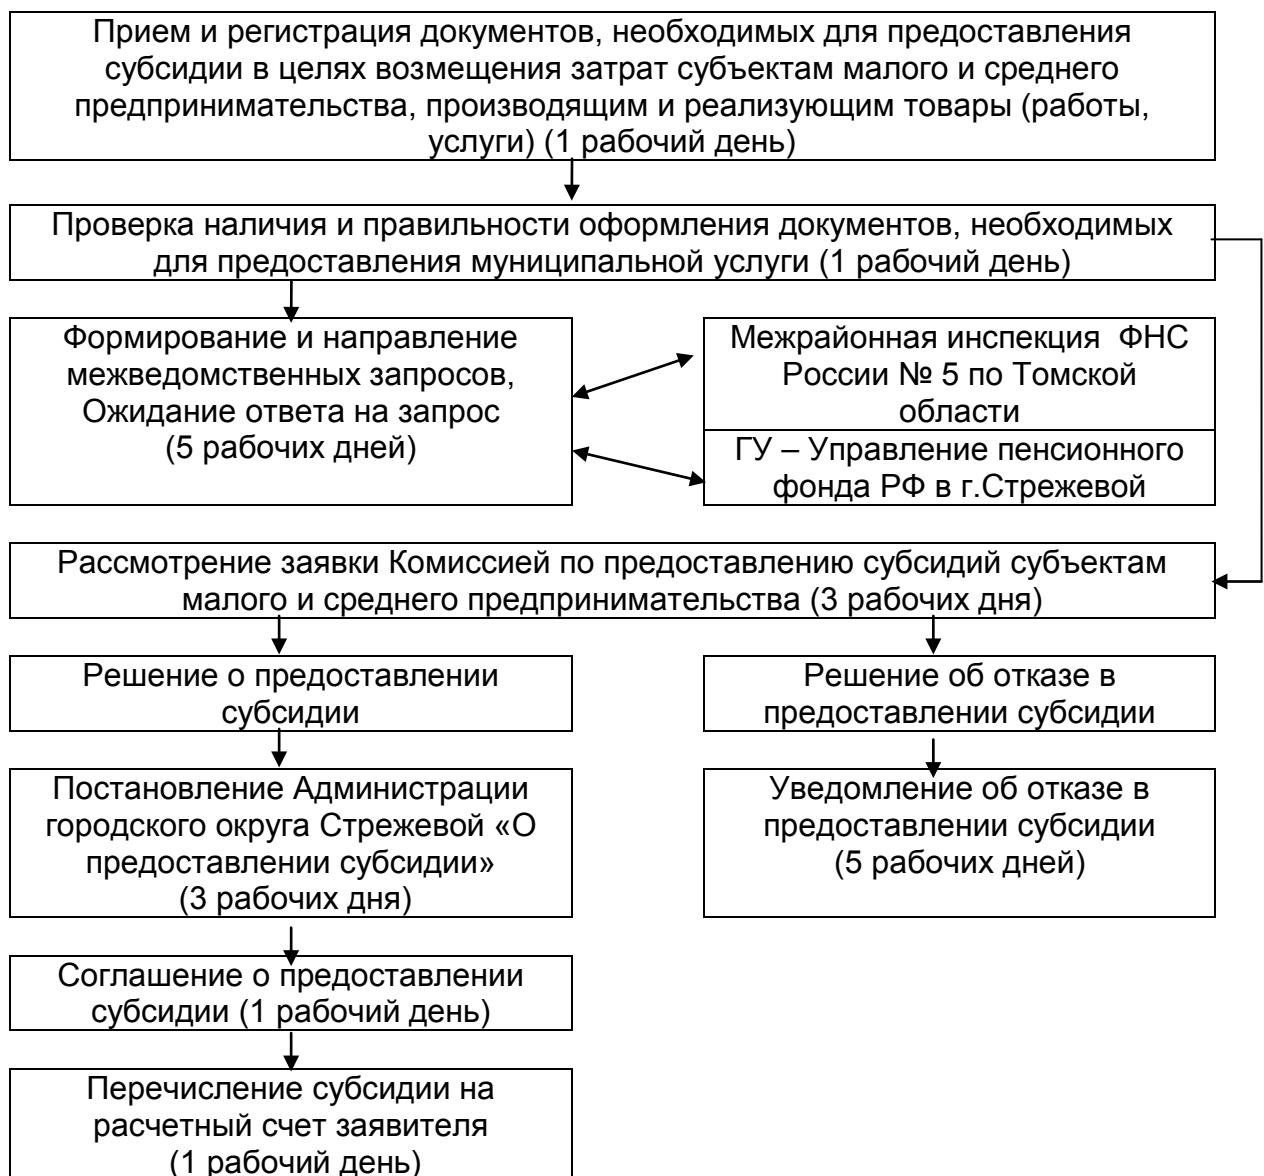 Прием и регистрация документов, необходимых для предоставления
субсидии в целях возмещения затрат субъектам малого и среднего
предпринимательства, производящим и реализующим товары (работы,
услуги) (1 рабочий день)
Проверка наличия и правильности оформления документов, необходимых
для предоставления муниципальной услуги (1 рабочий день)
Формирование и направление
межведомственных запросов,
Ожидание ответа на запрос
(5 рабочих дней)
Межрайонная инспекция ФНС
России № 5 по Томской
области
ГУ – Управление пенсионного
фонда РФ в г.Стрежевой
Рассмотрение заявки Комиссией по предоставлению субсидий субъектам
малого и среднего предпринимательства (3 рабочих дня)
Решение о предоставлении
субсидии
Решение об отказе в
предоставлении субсидии
Постановление Администрации
городского округа Стрежевой «О
предоставлении субсидии»
(3 рабочих дня)
Уведомление об отказе в
предоставлении субсидии
(5 рабочих дней)
Соглашение о предоставлении
субсидии (1 рабочий день)
Перечисление субсидии на
расчетный счет заявителя
(1 рабочий день)